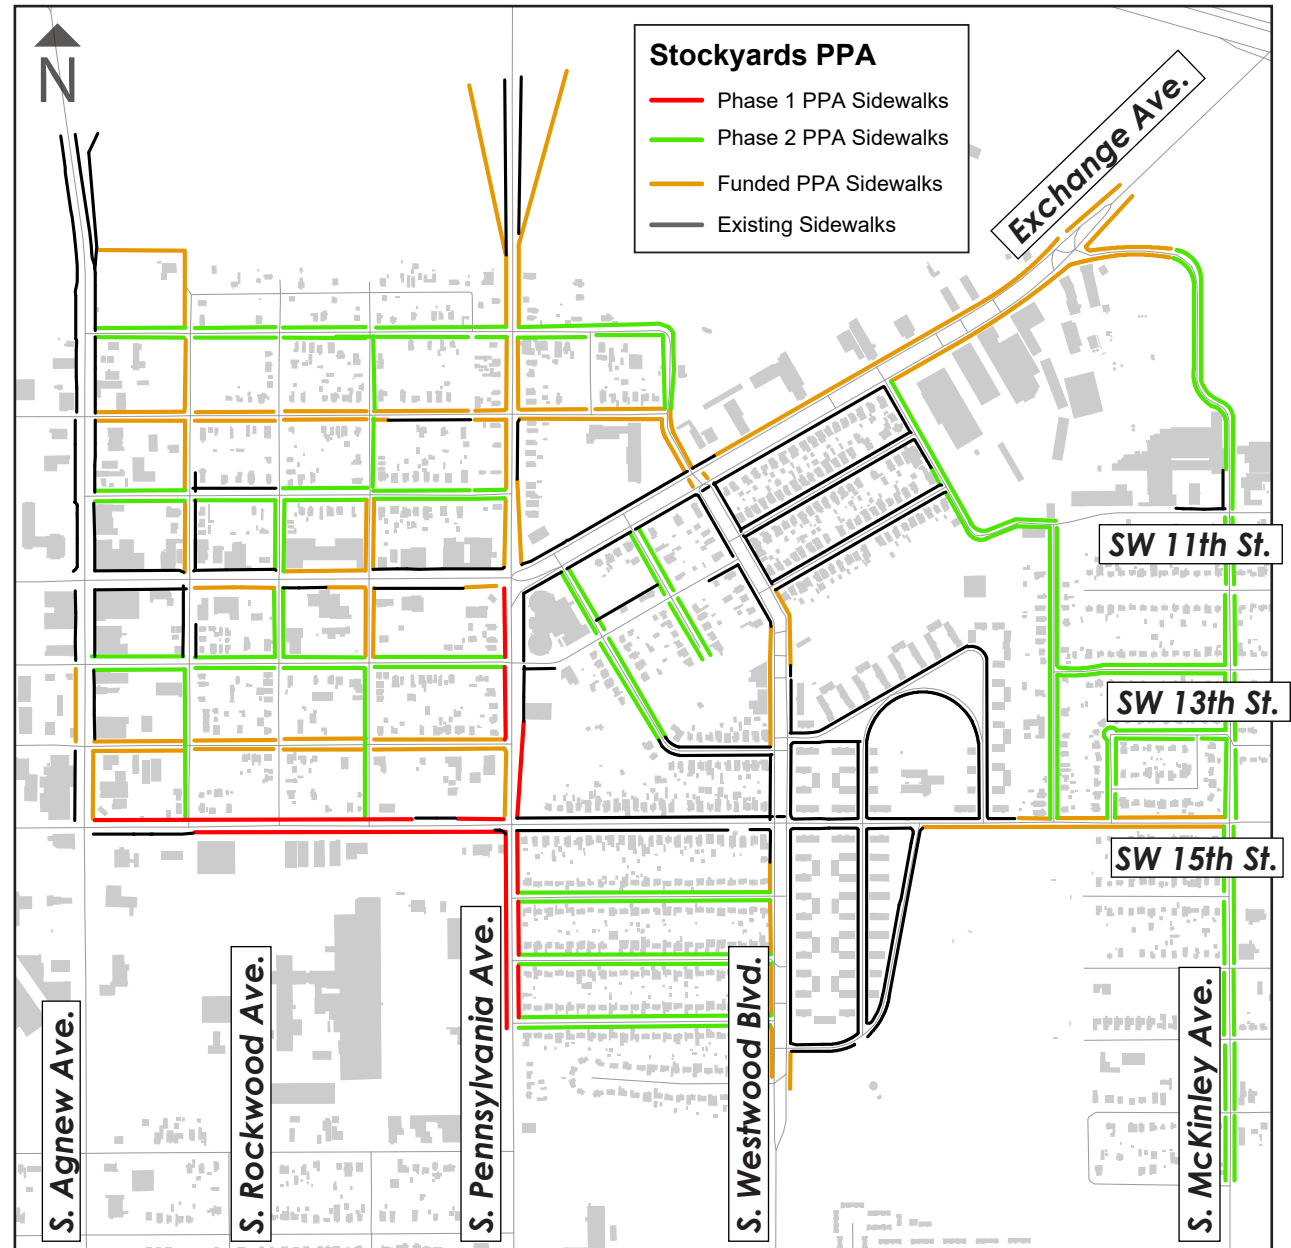 N
Stockyards PPA
Phase 1 PPA Sidewalks
Phase 2 PPA Sidewalks
Funded PPA Sidewalks
Existing Sidewalks
Exchange Ave.
SW 11th St.
SW 13th St.
SW 15th St.
S. Agnew Ave.
S. Rockwood Ave.
S. Pennsylvania Ave.
S. Westwood Blvd.
S. McKinley Ave.